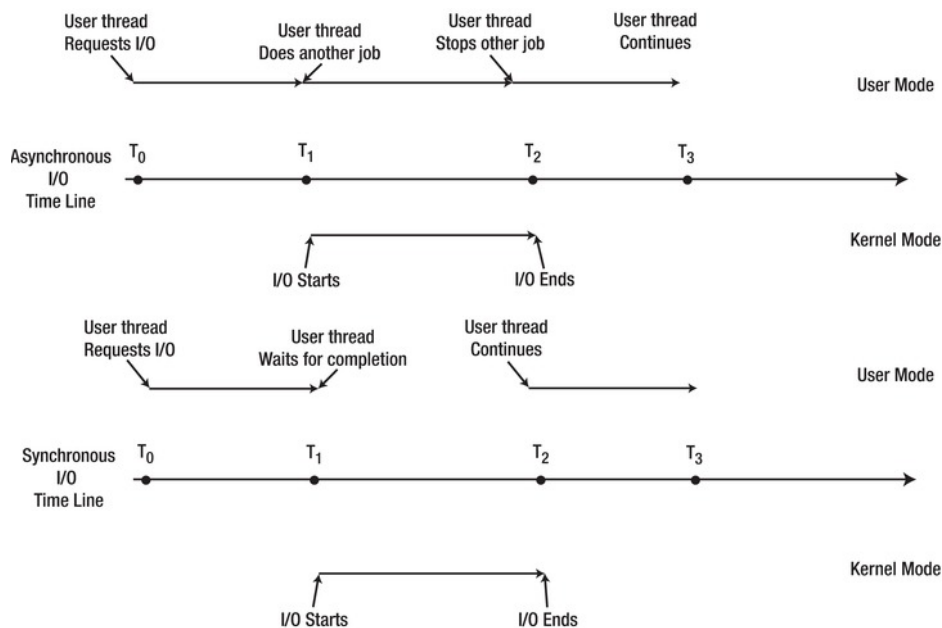 User thread
Requests I/O
User thread
Does another job
User thread
Stops other job
User thread
Continues
User Mode
Asynchronous
I/O
Time Line
T0
T1
T2
T3
Kernel Mode
I/O Starts
I/O Ends
User thread
Requests I/O
User thread
Waits for completion
User thread
Continues
User Mode
Synchronous
I/O
Time Line
T0
T1
T2
T3
Kernel Mode
I/O Starts
I/O Ends